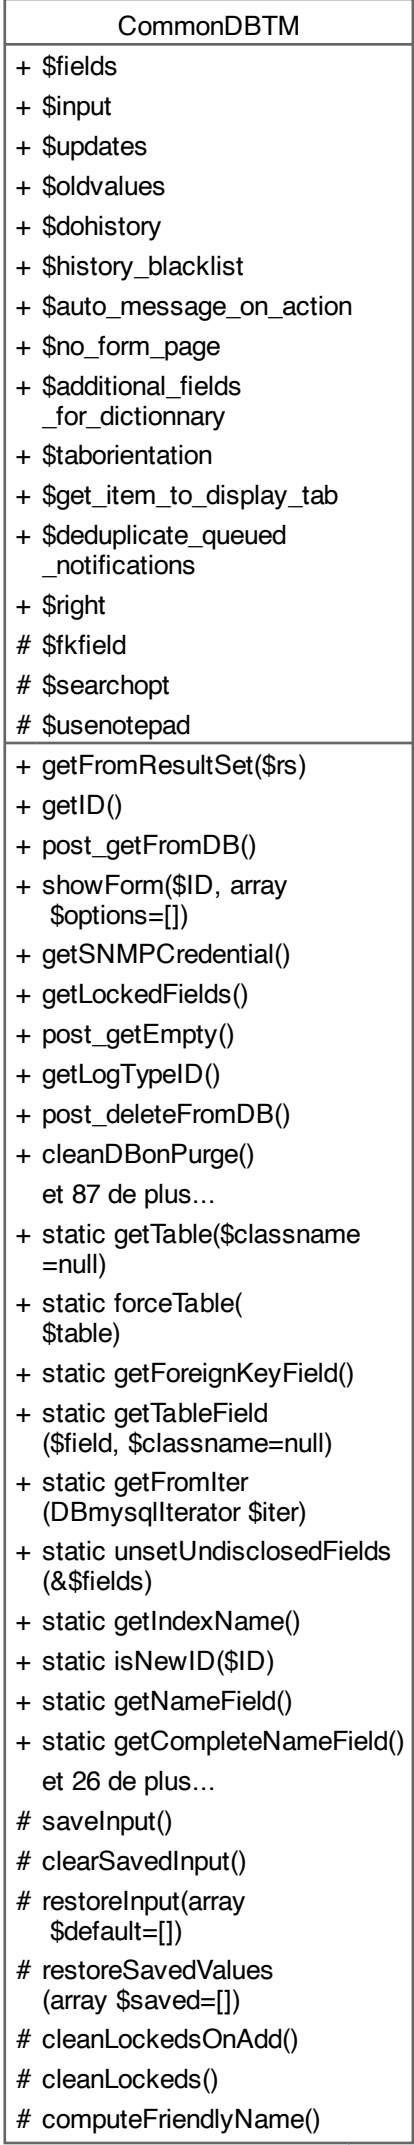 CommonDBTM
+ $fields
+ $input
+ $updates
+ $oldvalues
+ $dohistory
+ $history_blacklist
+ $auto_message_on_action
+ $no_form_page
+ $additional_fields
_for_dictionnary
+ $taborientation
+ $get_item_to_display_tab
+ $deduplicate_queued
_notifications
+ $right
# $fkfield
# $searchopt
# $usenotepad
+ getFromResultSet($rs)
+ getID()
+ post_getFromDB()
+ showForm($ID, array
$options=[])
+ getSNMPCredential()
+ getLockedFields()
+ post_getEmpty()
+ getLogTypeID()
+ post_deleteFromDB()
+ cleanDBonPurge()
et 87 de plus...
+ static getTable($classname
=null)
+ static forceTable(
$table)
+ static getForeignKeyField()
+ static getTableField
($field, $classname=null)
+ static getFromIter
(DBmysqlIterator $iter)
+ static unsetUndisclosedFields
(&$fields)
+ static getIndexName()
+ static isNewID($ID)
+ static getNameField()
+ static getCompleteNameField()
et 26 de plus...
# saveInput()
# clearSavedInput()
# restoreInput(array
$default=[])
# restoreSavedValues
(array $saved=[])
# cleanLockedsOnAdd()
# cleanLockeds()
# computeFriendlyName()